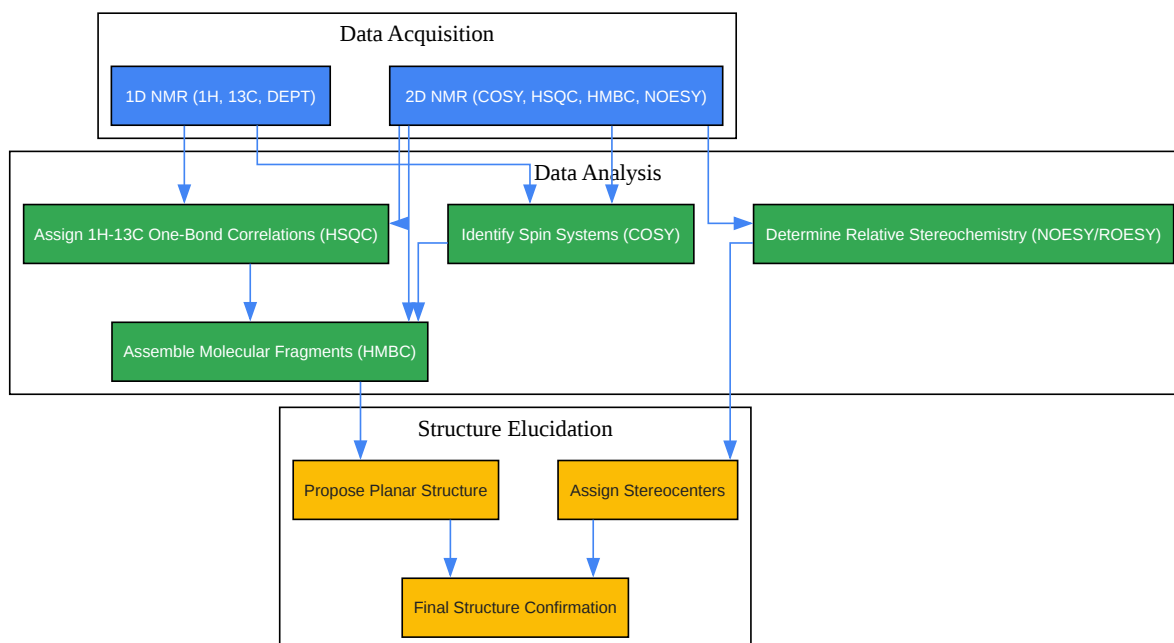 Data Acquisition
1D NMR (1H, 13C, DEPT)
2D NMR (COSY, HSQC, HMBC, NOESY)
Data Analysis
Assign 1H-13C One-Bond Correlations (HSQC)
Identify Spin Systems (COSY)
Determine Relative Stereochemistry (NOESY/ROESY)
Assemble Molecular Fragments (HMBC)
Structure Elucidation
Propose Planar Structure
Assign Stereocenters
Final Structure Confirmation